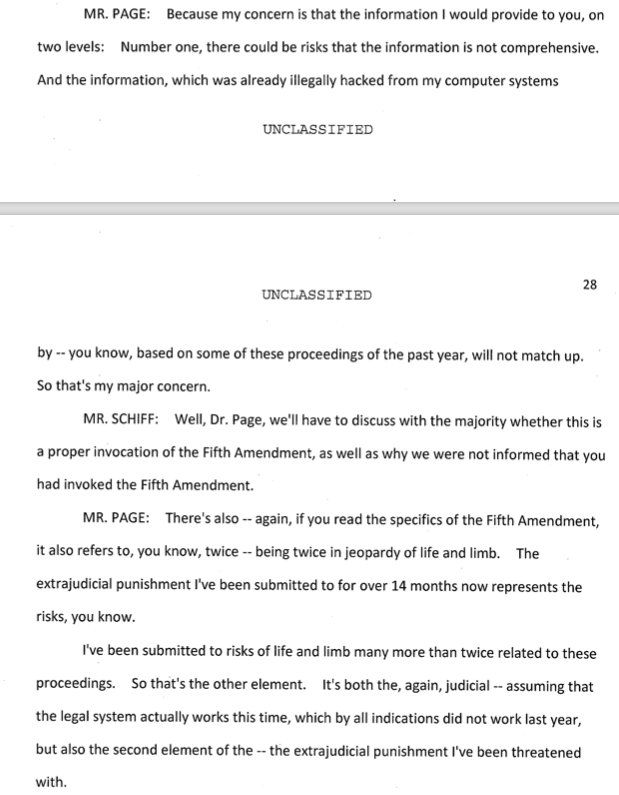 MR. PAGE: Because my concern is that the information I would provide to you, on
two levels: Number one, there could be risks that the information is not comprehensive.
And the information, which was already illegally hacked from my computer systems
UNCLASSIFIED
28
UNCLASSIFIED
by -- you know, based on some of these proceedings of the past year, will not match up.
So that's my major concern.
MR. SCHIFF: Well, Dr. Page, we'll have to discuss with the majority whether this is
a proper invocation of the Fifth Amendment, as well as why we were not informed that you
had invoked the Fifth Amendment.
MR. PAGE: There's also -- again, if you read the specifics of the Fifth Amendment,
it also refers to, you know, twice -- being twice in jeopardy of life and limb. The
extrajudicial punishment I've been submitted to for over 14 months now represents the
risks, you know.
I've been submitted to risks of life and limb many more than twice related to these
proceedings. So that's the other element. It's both the, again, judicial -- assuming that
the legal system actually works this time, which by all indications did not work last year,
but also the second element of the -- the extrajudicial punishment I've been threatened
with.